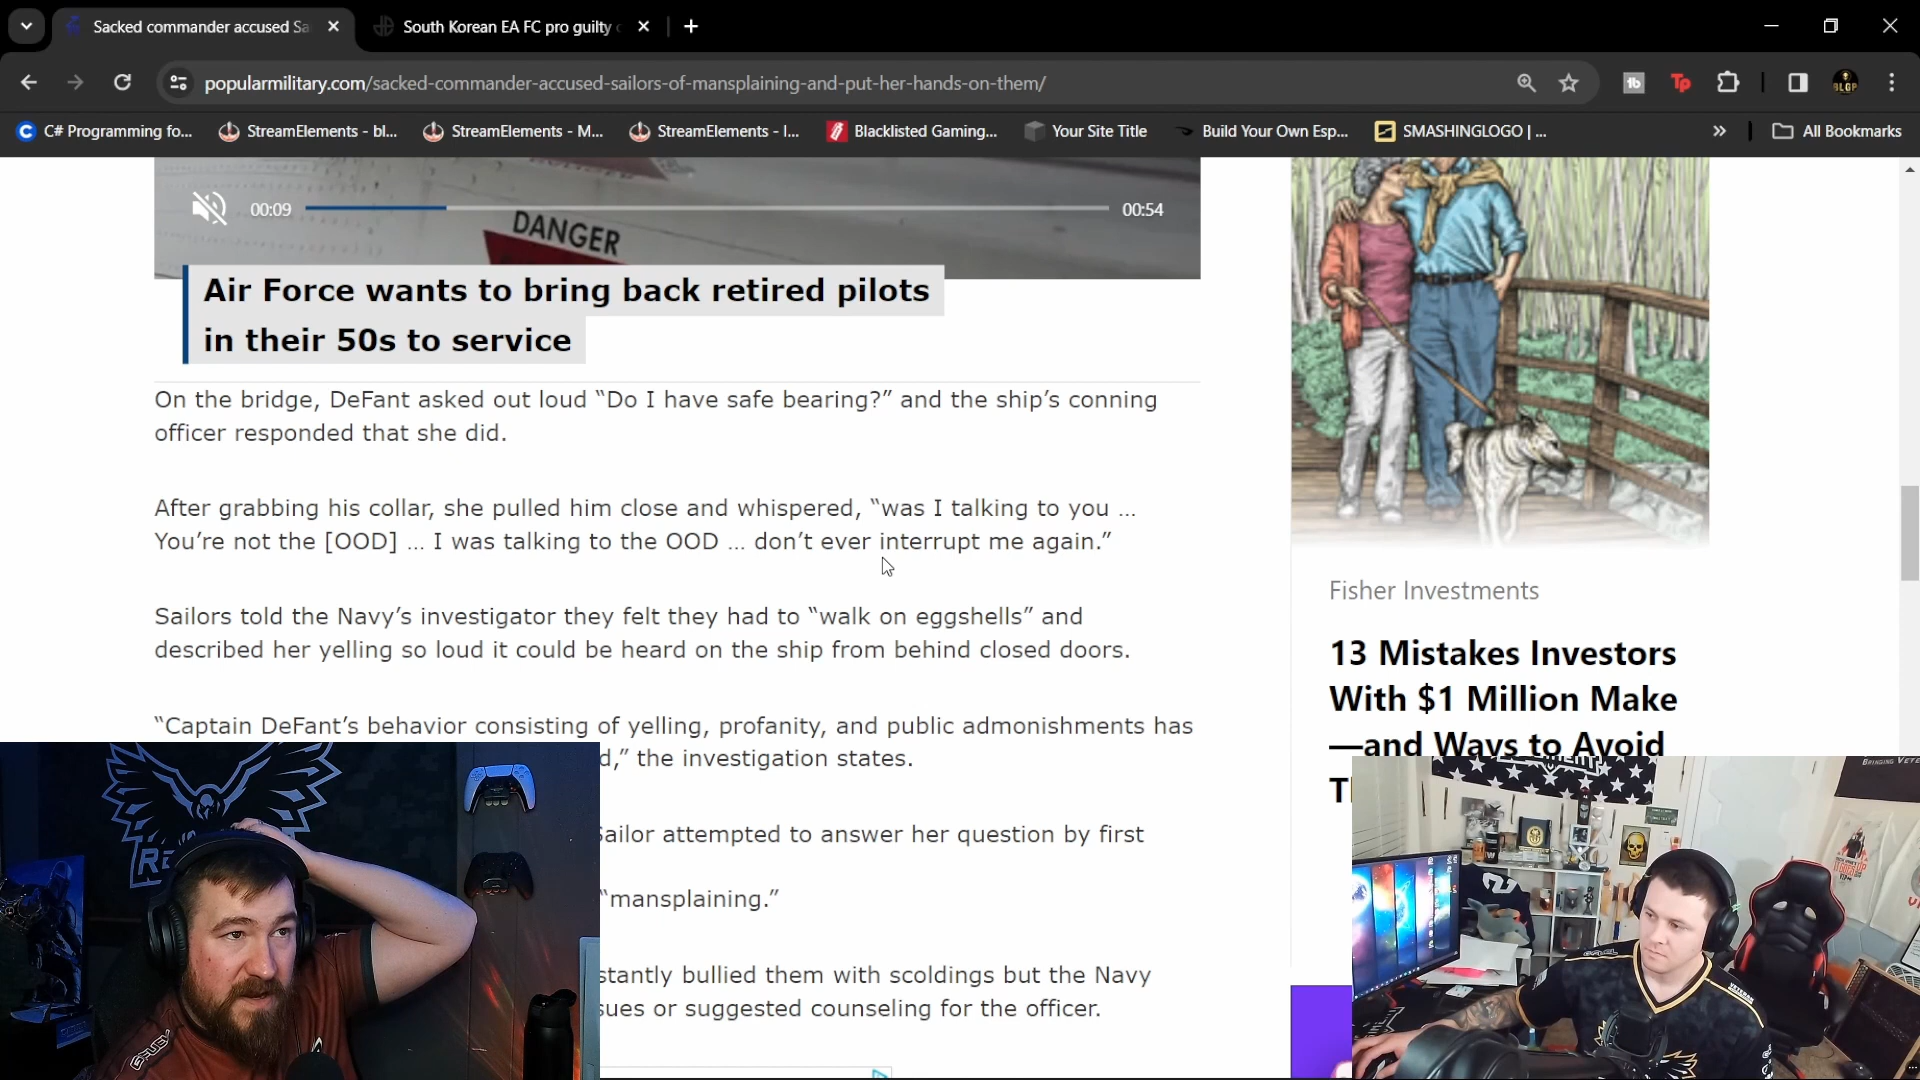 Sacked commander accused Sa
South Korean EA FC pro guilty
popularmilitary.com/sacked-commander-accused-sailors-of-mansplaining-and-put-her-hands-on-them/
C# Programming fo...
StreamElements - bl...
StreamElements - M...
StreamElements - I...
Blacklisted Gaming...
Your Site Title
Build Your Own Esp...
SMASHINGLOGO | ...
All Bookmarks
00:09
00:54
DANGER
Air Force wants to bring back retired pilots
in their 50s to service
On the bridge, DeFant asked out loud “Do I have safe bearing?” and the ship’s conning
officer responded that she did.
After grabbing his collar, she pulled him close and whispered, “was I talking to you …
You’re not the [OOD] … I was talking to the OOD … don’t ever interrupt me again.”
Sailors told the Navy’s investigator they felt they had to “walk on eggshells” and
described her yelling so loud it could be heard on the ship from behind closed doors.
“Captain DeFant’s behavior consisting of yelling, profanity, and public admonishments has
d,” the investigation states.
Sailor attempted to answer her question by first
“mansplaining.”
stantly bullied them with scoldings but the Navy
sues or suggested counseling for the officer.
Fisher Investments
13 Mistakes Investors
With $1 Million Make
—and Ways to Avoid